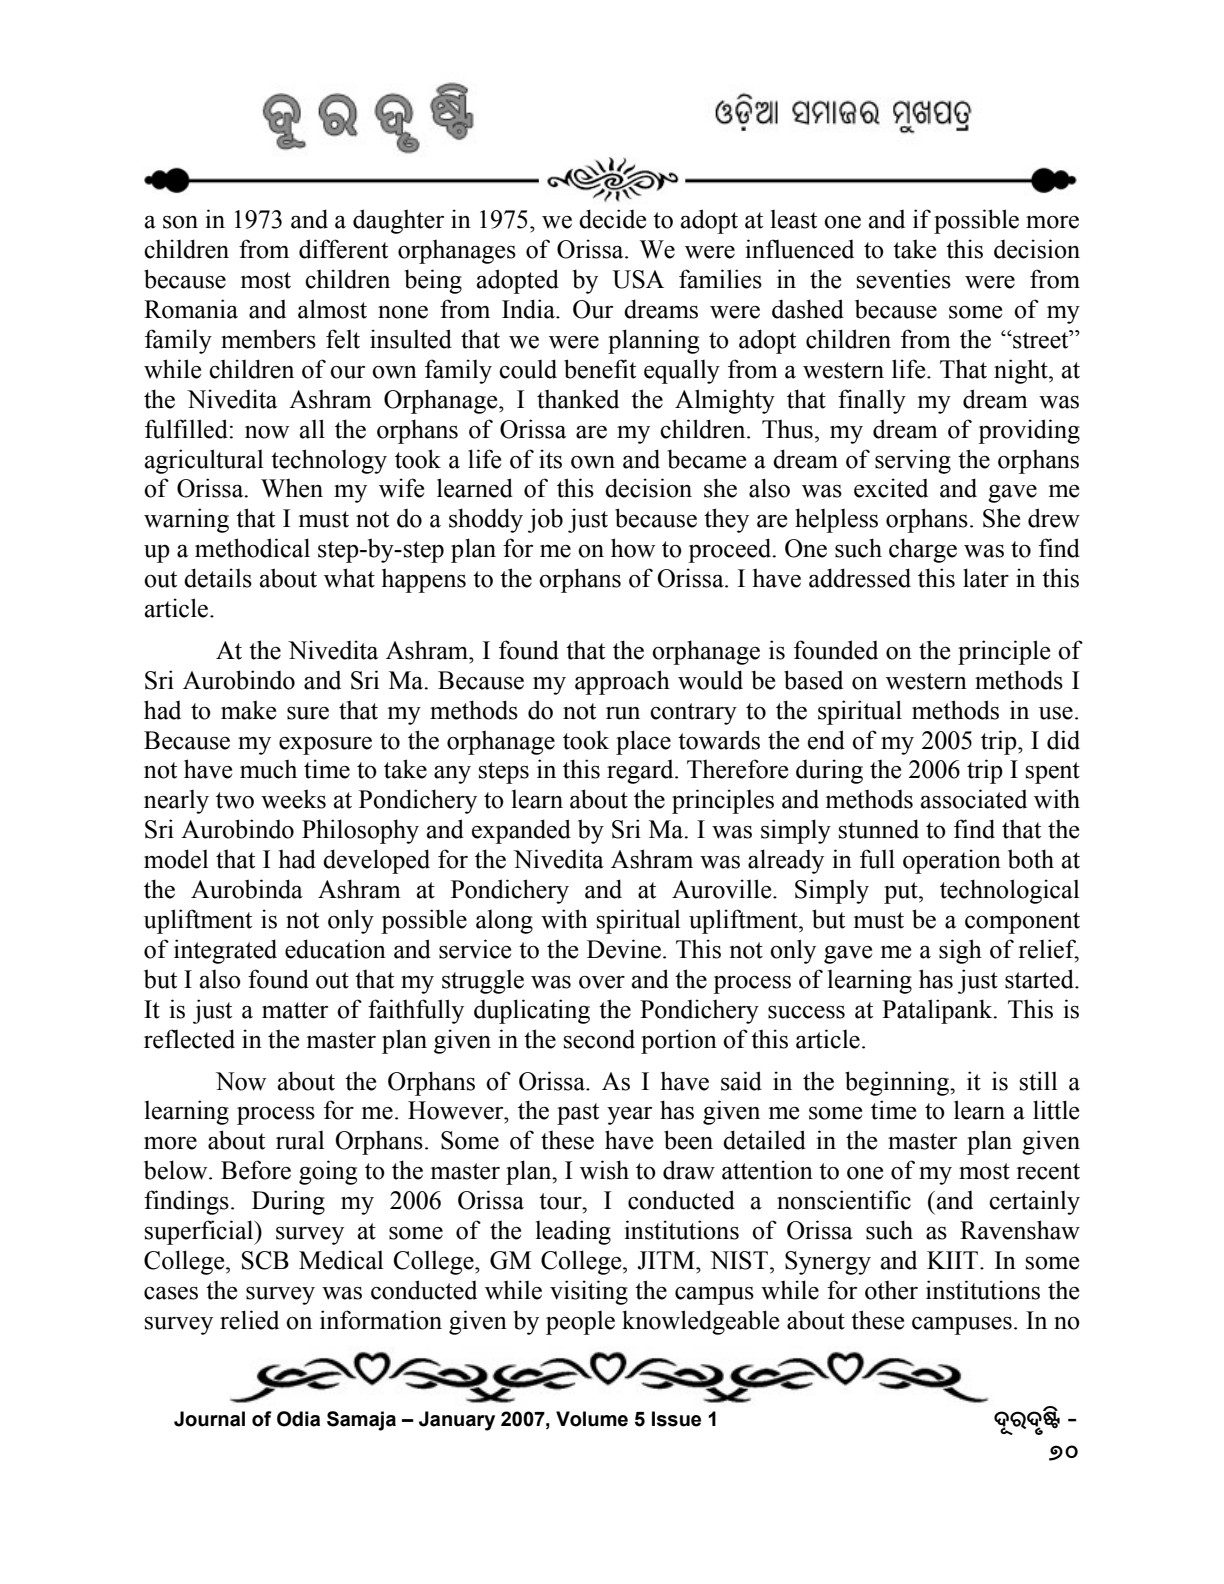 ଦୂରଦୃଷ୍ଟି
ଓଡ଼ିଆ ସମାଜର ମୁଖପତ୍ର
a son in 1973 and a daughter in 1975, we decide to adopt at least one and if possible more
children from different orphanages of Orissa. We were influenced to take this decision
because most children being adopted by USA families in the seventies were from
Romania and almost none from India. Our dreams were dashed because some of my
family members felt insulted that we were planning to adopt children from the “street”
while children of our own family could benefit equally from a western life. That night, at
the Nivedita Ashram Orphanage, I thanked the Almighty that finally my dream was
fulfilled: now all the orphans of Orissa are my children. Thus, my dream of providing
agricultural technology took a life of its own and became a dream of serving the orphans
of Orissa. When my wife learned of this decision she also was excited and gave me
warning that I must not do a shoddy job just because they are helpless orphans. She drew
up a methodical step-by-step plan for me on how to proceed. One such charge was to find
out details about what happens to the orphans of Orissa. I have addressed this later in this
article.
At the Nivedita Ashram, I found that the orphanage is founded on the principle of
Sri Aurobindo and Sri Ma. Because my approach would be based on western methods I
had to make sure that my methods do not run contrary to the spiritual methods in use.
Because my exposure to the orphanage took place towards the end of my 2005 trip, I did
not have much time to take any steps in this regard. Therefore during the 2006 trip I spent
nearly two weeks at Pondichery to learn about the principles and methods associated with
Sri Aurobindo Philosophy and expanded by Sri Ma. I was simply stunned to find that the
model that I had developed for the Nivedita Ashram was already in full operation both at
the Aurobinda Ashram at Pondichery and at Auroville. Simply put, technological
upliftment is not only possible along with spiritual upliftment, but must be a component
of integrated education and service to the Devine. This not only gave me a sigh of relief,
but I also found out that my struggle was over and the process of learning has just started.
It is just a matter of faithfully duplicating the Pondichery success at Patalipank. This is
reflected in the master plan given in the second portion of this article.
Now about the Orphans of Orissa. As I have said in the beginning, it is still a
learning process for me. However, the past year has given me some time to learn a little
more about rural Orphans. Some of these have been detailed in the master plan given
below. Before going to the master plan, I wish to draw attention to one of my most recent
findings. During my 2006 Orissa tour, I conducted a nonscientific (and certainly
superficial) survey at some of the leading institutions of Orissa such as Ravenshaw
College, SCB Medical College, GM College, JITM, NIST, Synergy and KIIT. In some
cases the survey was conducted while visiting the campus while for other institutions the
survey relied on information given by people knowledgeable about these campuses. In no
Journal of Odia Samaja – January 2007, Volume 5 Issue 1
ଦୂରଦୃଷ୍ଟି -
୭୦